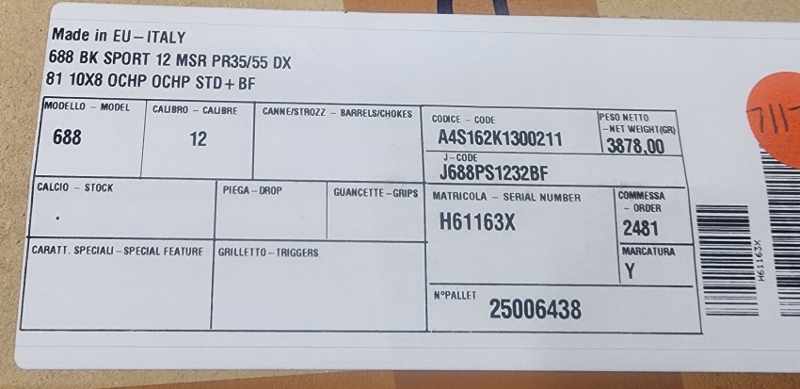 Made in EU-ITALY
688 BK SPORT 12 MSR PR35/55 DX
81 10X8 OCHP OCHP STD+ BF
MODELLO - MODEL
688
CALIBRO - CALIBRE
12
CANNE/STROZZ - BARRELS/CHOKES
CODICE - CODE
A4S162K1300211
PESO NETTO
-NET WEIGHT(GR)
3878,00
J-CODE
J688PS1232BF
CALCIO - STOCK
.
PIEGA-DROP
GUANCETTE-GRIPS
MATRICOLA - SERIAL NUMBER
H61163X
COMMESSA
- ORDER
2481
MARCATURA
Y
CARATT. SPECIALI-SPECIAL FEATURE
GRILLETTO-TRIGGERS
N°PALLET
25006438
H61163X